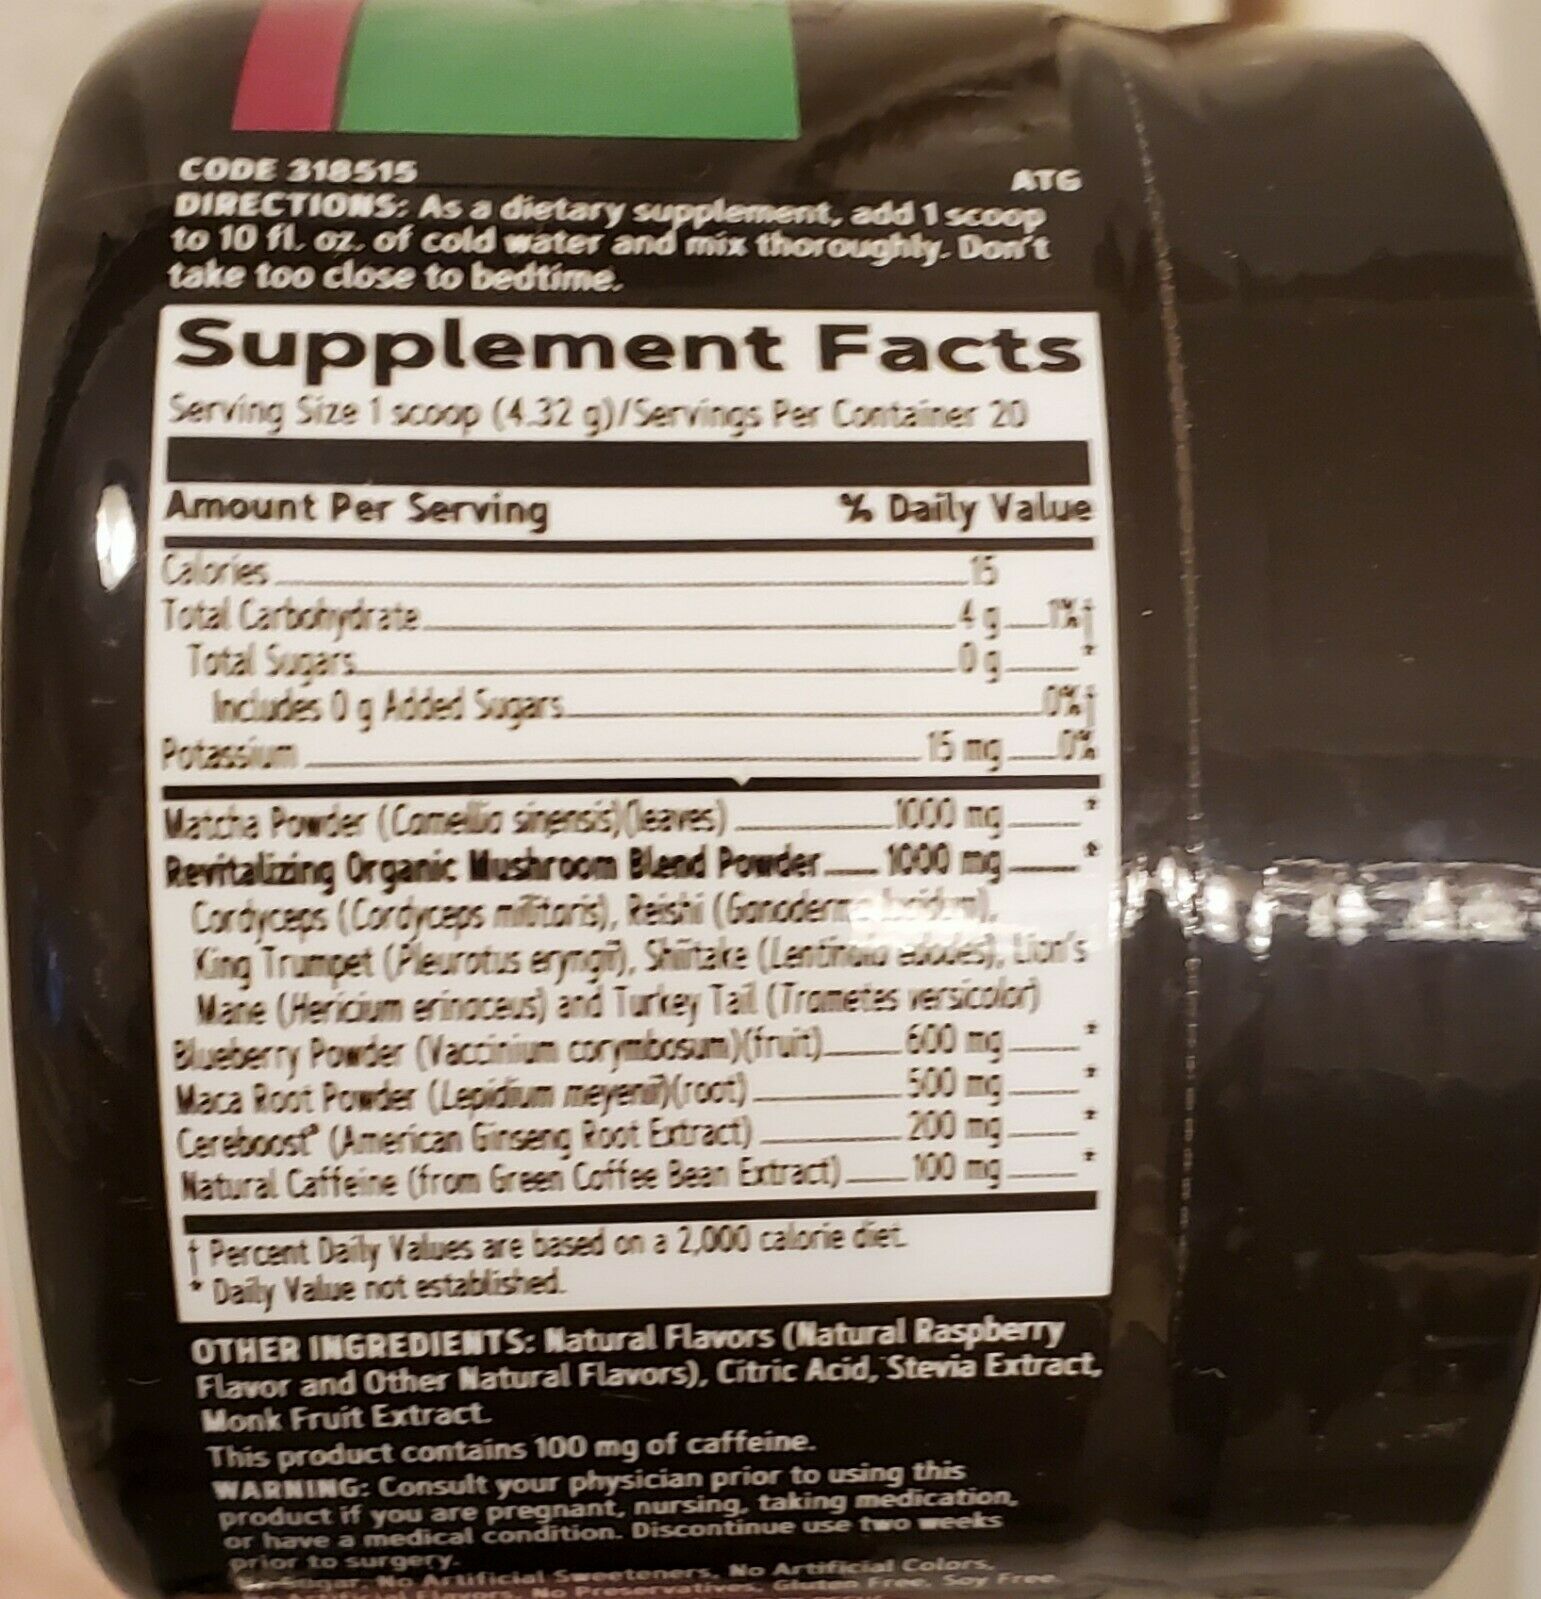 CODE 318515
ATG
DIRECTIONS: As a dietary supplement, add 1 scoop
to 10 fl. oz. of cold water and mix thoroughly. Don't
take too close to bedtime.
Supplement Facts
Serving Size 1 scoop (4.32 g)/Servings Per Container 20
Amount Per Serving % Daily Value
Calories 15
Total Carbohydrate 4 g 1%†
Total Sugars 0 g *
Includes 0 g Added Sugars 0%†
Potassium 15 mg 0%
Matcha Powder (Camellia sinensis)(leaves) 1000 mg *
Revitalizing Organic Mushroom Blend Powder 1000 mg *
Cordyceps (Cordyceps militaris), Reishi (Ganoderma lucidum),
King Trumpet (Pleurotus eryngii), Shiitake (Lentinula edodes), Lion's
Mane (Hericium erinaceus) and Turkey Tail (Trametes versicolor)
Blueberry Powder (Vaccinium corymbosum)(fruit) 600 mg *
Maca Root Powder (Lepidium meyenii)(root) 500 mg *
Cereboost® (American Ginseng Root Extract) 200 mg *
Natural Caffeine (from Green Coffee Bean Extract) 100 mg *
† Percent Daily Values are based on a 2,000 calorie diet.
* Daily Value not established.
OTHER INGREDIENTS: Natural Flavors (Natural Raspberry
Flavor and Other Natural Flavors), Citric Acid, Stevia Extract,
Monk Fruit Extract.
This product contains 100 mg of caffeine.
WARNING: Consult your physician prior to using this
product if you are pregnant, nursing, taking medication,
or have a medical condition. Discontinue use two weeks
prior to surgery.
Sugar, No Artificial Sweeteners, No Artificial Colors,
No Artificial Flavors, No Preservatives, Gluten Free, Soy Free